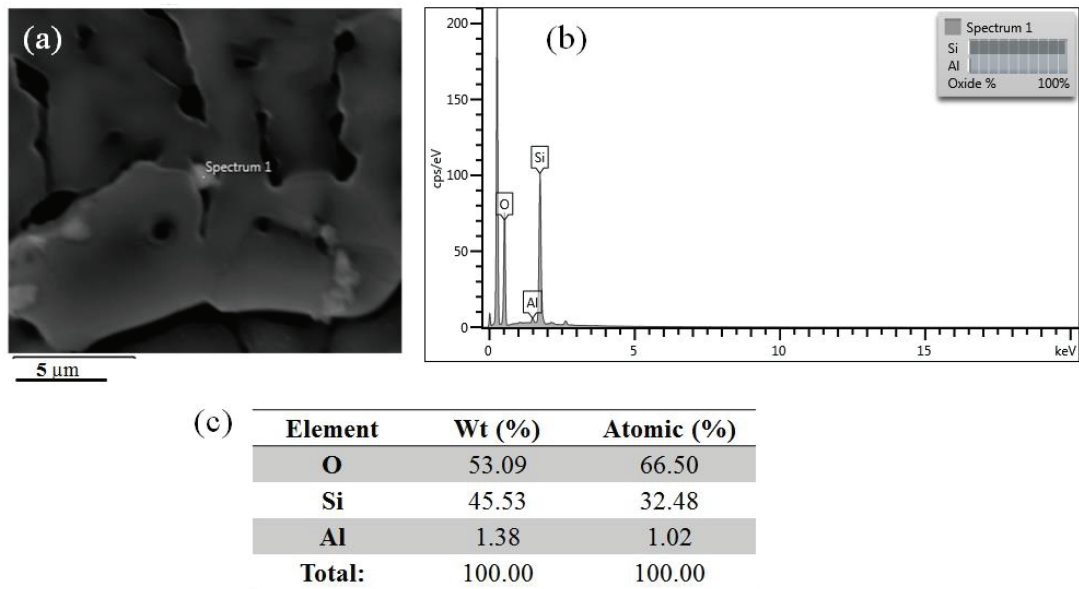 (a)
Spectrum 1
5 µm
(b)
200
150
100
50
0
cps/eV
O
Al
Si
0
5
10
15
keV
Spectrum 1
Si
Al
Oxide % 100%
(c)
Element Wt (%) Atomic (%)
O 53.09 66.50
Si 45.53 32.48
Al 1.38 1.02
Total: 100.00 100.00